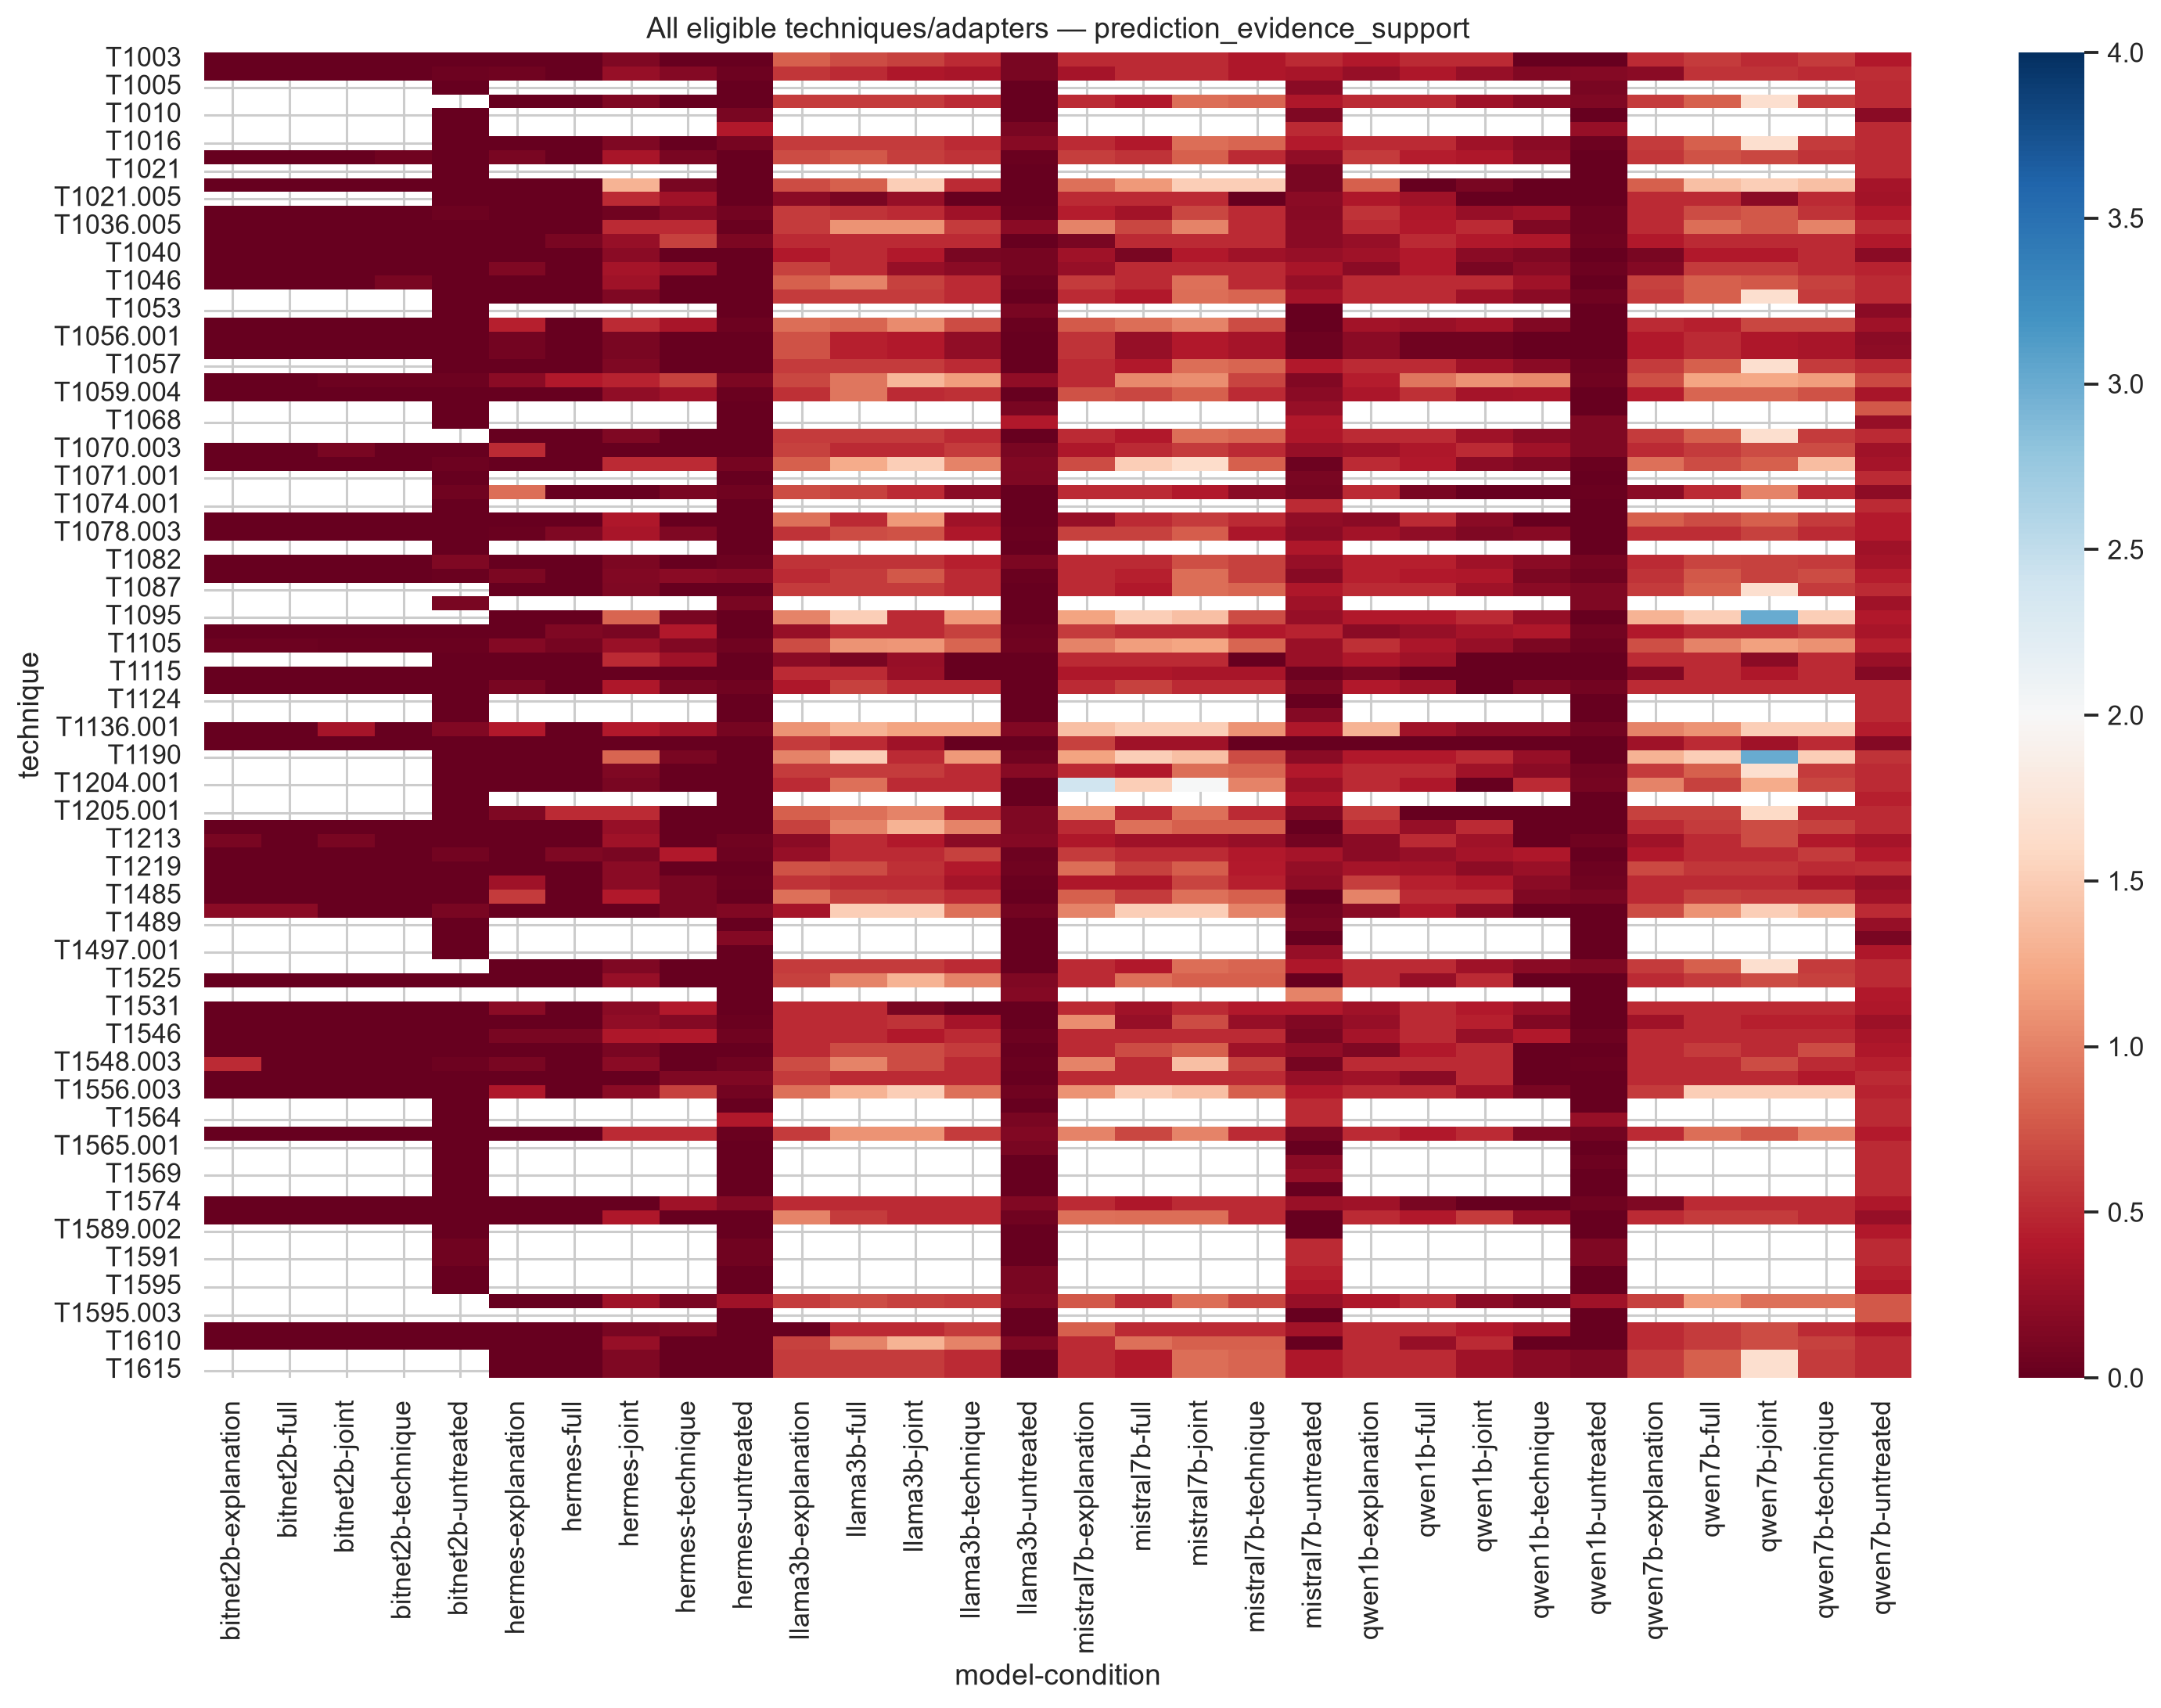 All eligible techniques/adapters — prediction_evidence_support
technique
T1003
T1005
T1010
T1016
T1021
T1021.005
T1036.005
T1040
T1046
T1053
T1056.001
T1057
T1059.004
T1068
T1070.003
T1071.001
T1074.001
T1078.003
T1082
T1087
T1095
T1105
T1115
T1124
T1136.001
T1190
T1204.001
T1205.001
T1213
T1219
T1485
T1489
T1497.001
T1525
T1531
T1546
T1548.003
T1556.003
T1564
T1565.001
T1569
T1574
T1589.002
T1591
T1595
T1595.003
T1610
T1615
4.0
3.5
3.0
2.5
2.0
1.5
1.0
0.5
0.0
bitnet2b-explanation
bitnet2b-full
bitnet2b-joint
bitnet2b-technique
bitnet2b-untreated
hermes-explanation
hermes-full
hermes-joint
hermes-technique
hermes-untreated
llama3b-explanation
llama3b-full
llama3b-joint
llama3b-technique
llama3b-untreated
mistral7b-explanation
mistral7b-full
mistral7b-joint
mistral7b-technique
mistral7b-untreated
qwen1b-explanation
qwen1b-full
qwen1b-joint
qwen1b-technique
qwen1b-untreated
qwen7b-explanation
qwen7b-full
qwen7b-joint
qwen7b-technique
qwen7b-untreated
model-condition